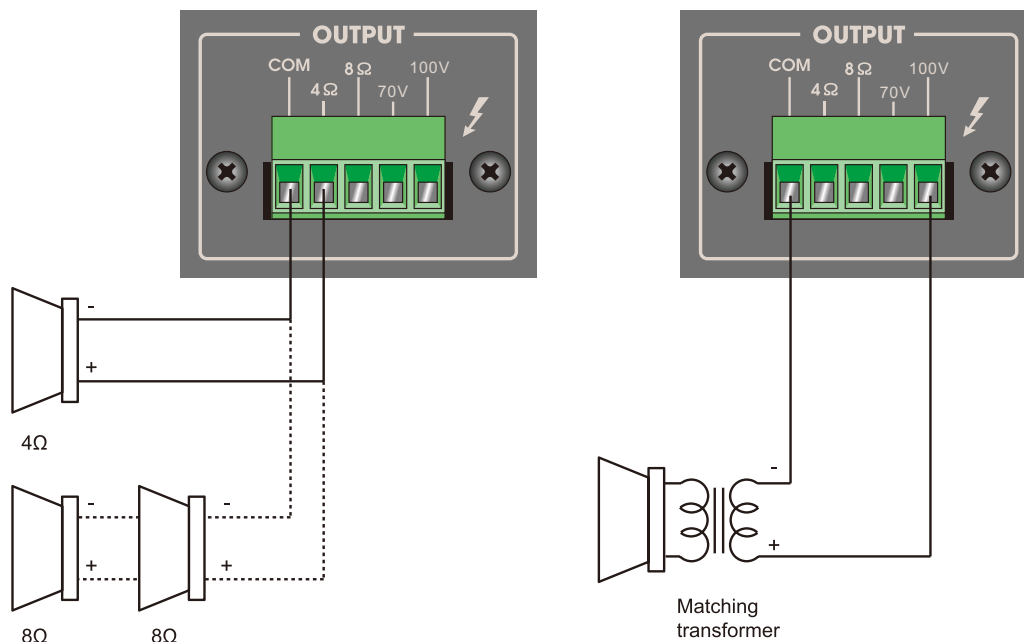 OUTPUT
COM 4Ω 8Ω 70V 100V
-
+
4Ω
- -
+ +
8Ω 8Ω
OUTPUT
COM 4Ω 8Ω 70V 100V
-
+
Matching
transformer